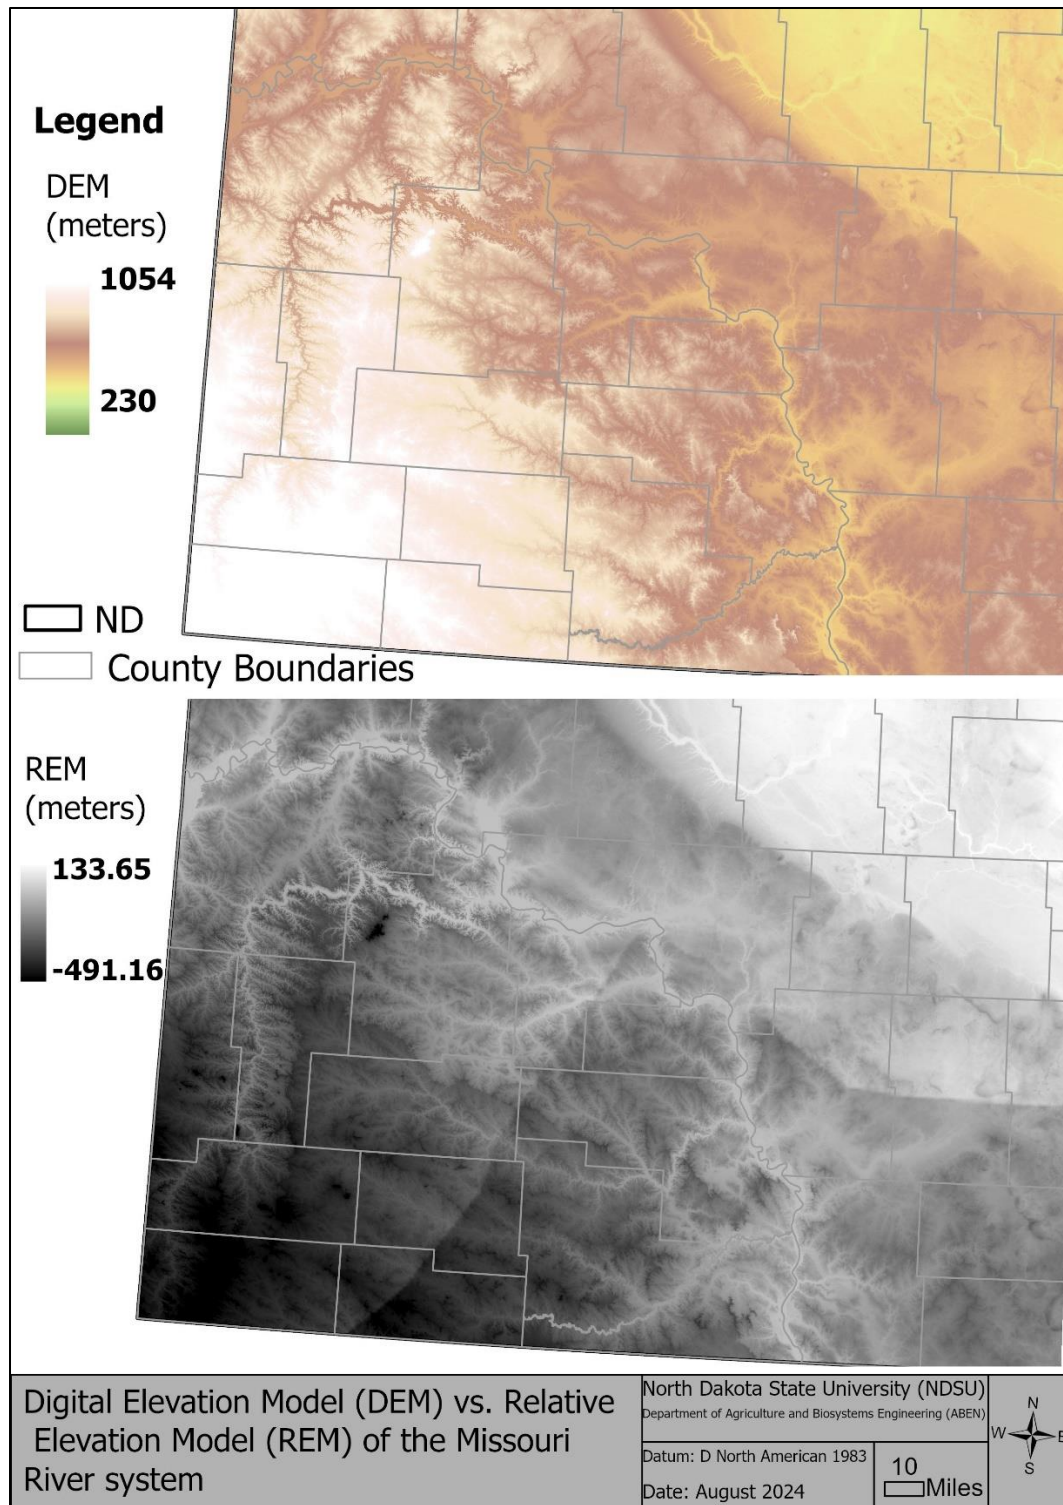 Legend
DEM
(meters)
1054
230
ND
County Boundaries
REM
(meters)
133.65
-491.16
Digital Elevation Model (DEM) vs. Relative
Elevation Model (REM) of the Missouri
River system
North Dakota State University (NDSU)
Department of Agriculture and Biosystems Engineering (ABEN)
Datum: D North American 1983
Date: August 2024
10
Miles
N
W
E
S